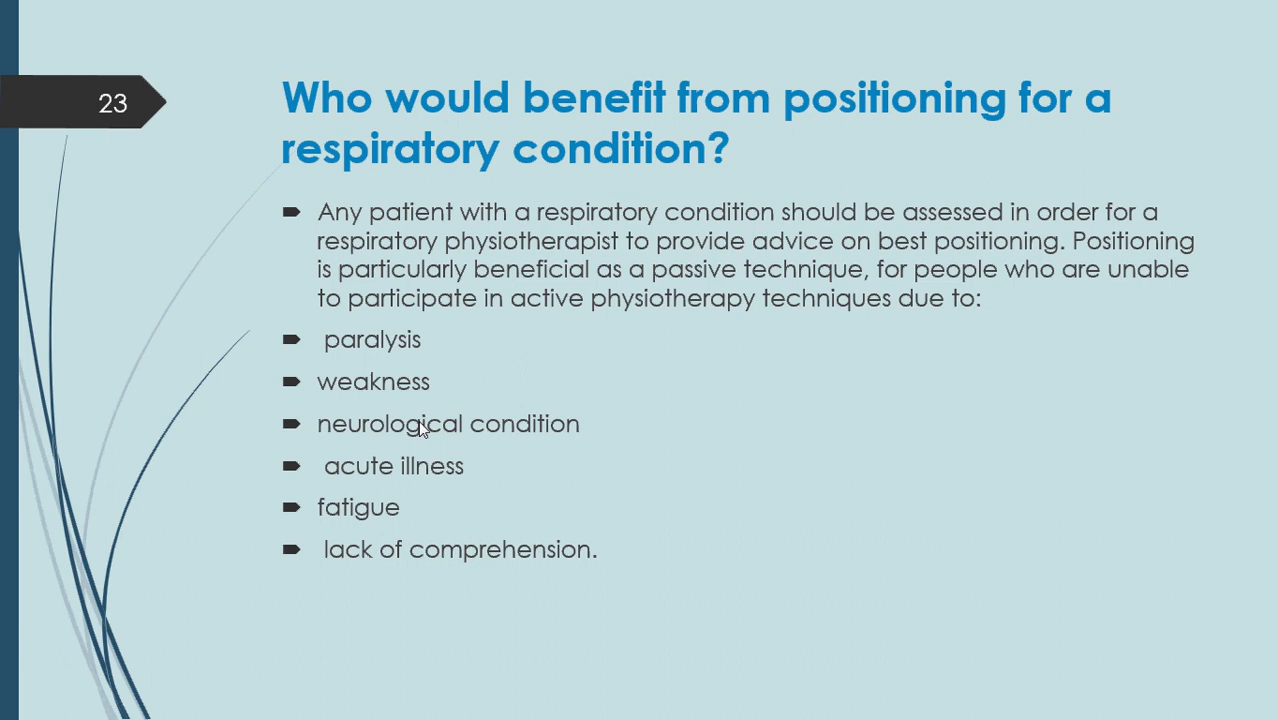 23
Who would benefit from positioning for a
respiratory condition?
Any patient with a respiratory condition should be assessed in order for a
respiratory physiotherapist to provide advice on best positioning. Positioning
is particularly beneficial as a passive technique, for people who are unable
to participate in active physiotherapy techniques due to:
paralysis
weakness
neurological condition
acute illness
fatigue
lack of comprehension.